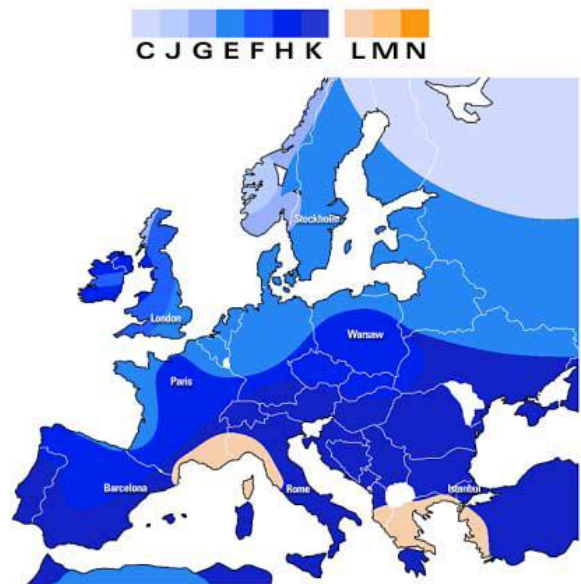 C J G E F H K L M N
Stockholm
London
Warsaw
Paris
Barcelona
Rome
Istanbul